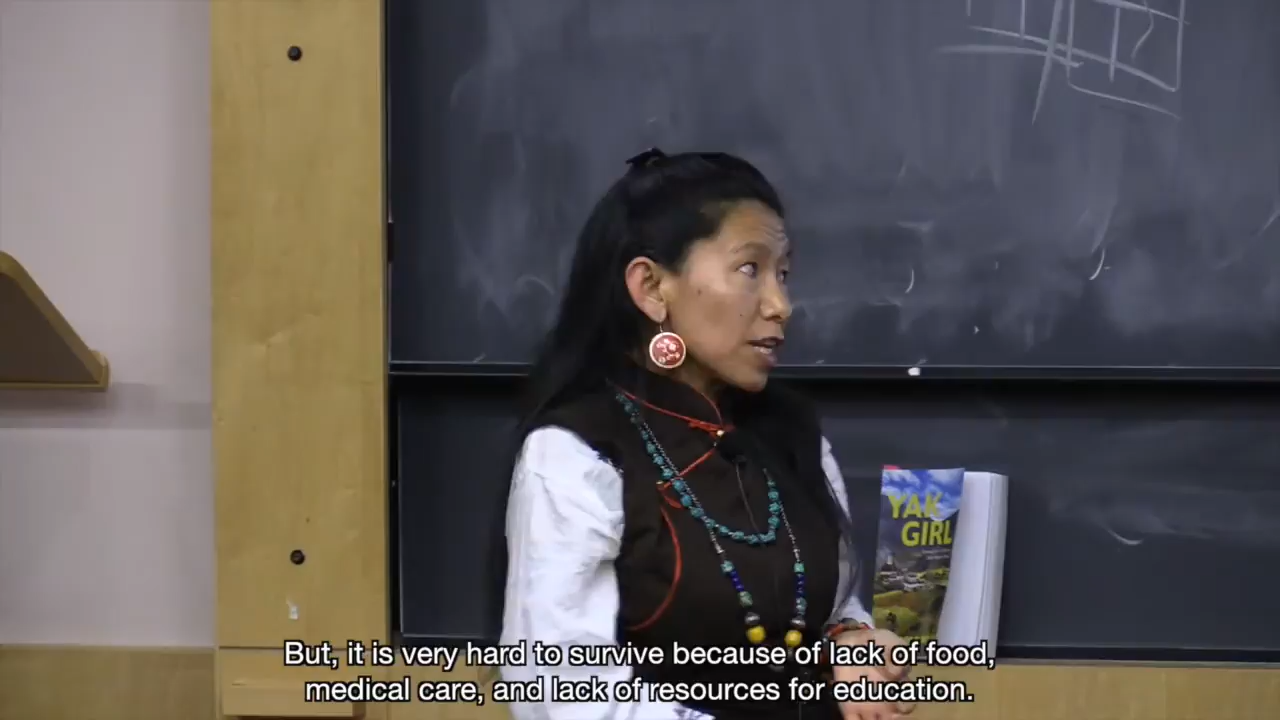 YAK
GIRL
But, it is very hard to survive because of lack of food,
medical care, and lack of resources for education.